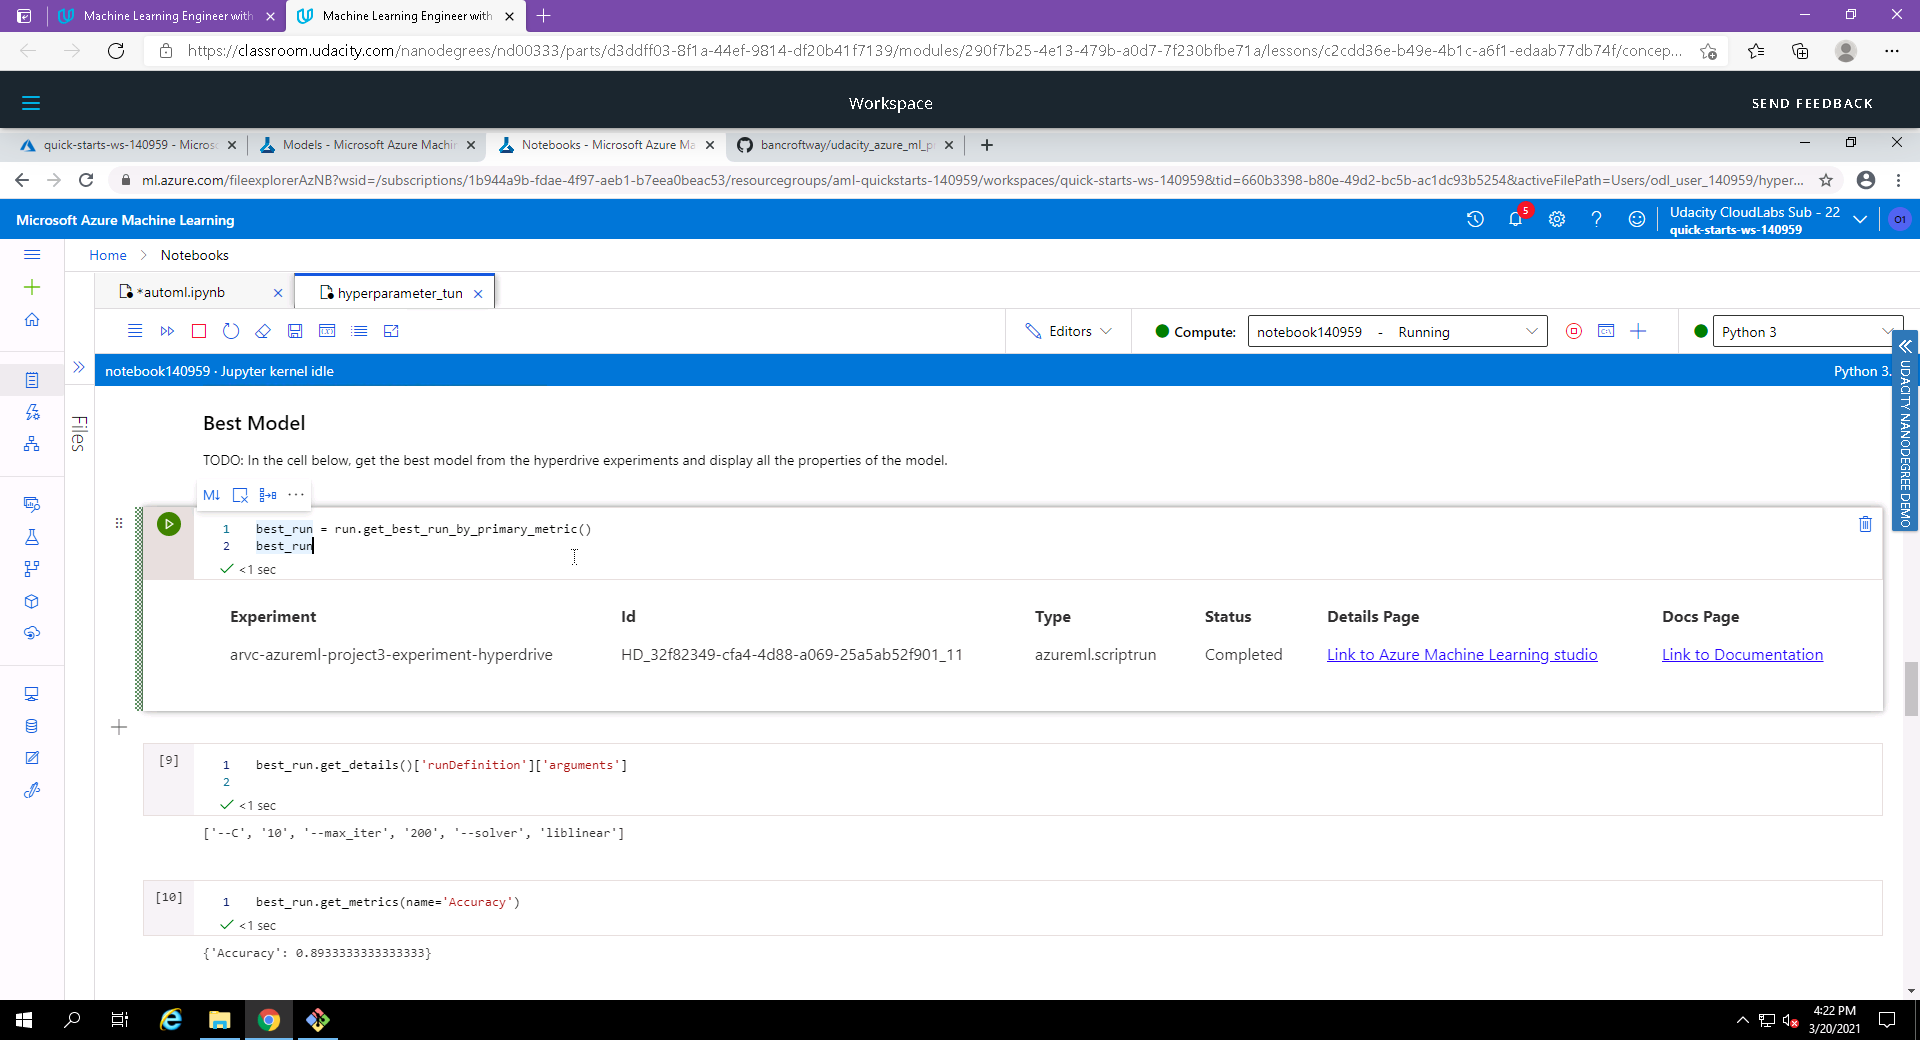 Machine Learning Engineer with
Machine Learning Engineer with
https://classroom.udacity.com/nanodegrees/nd00333/parts/d3ddff03-8f1a-44ef-9814-df20b41f7139/modules/290f7b25-4e13-479b-a0d7-7f230bfbe71a/lessons/c2cdd36e-b49e-4b1c-a6f1-edaab77db74f/concep...
Workspace
SEND FEEDBACK
quick-starts-ws-140959 - Micros
Models - Microsoft Azure Machin
Notebooks - Microsoft Azure Ma
bancroftway/udacity_azure_ml_p
ml.azure.com/fileexplorerAzNB?wsid=/subscriptions/1b944a9b-fdae-4f97-aeb1-b7eea0beac53/resourcegroups/aml-quickstarts-140959/workspaces/quick-starts-ws-140959&tid=660b3398-b80e-49d2-bc5b-ac1dc93b5254&activeFilePath=Users/odl_user_140959/hyper...
Microsoft Azure Machine Learning
5
Udacity CloudLabs Sub - 22
quick-starts-ws-140959
O1
Home > Notebooks
*automl.ipynb
hyperparameter_tun
Editors
Compute:
notebook140959 - Running
Python 3
notebook140959 · Jupyter kernel idle
Python 3.
Files
UDACITY NANODEGREE DEMO
Best Model
TODO: In the cell below, get the best model from the hyperdrive experiments and display all the properties of the model.
M↓
1 best_run = run.get_best_run_by_primary_metric()
2 best_run
<1 sec
Experiment Id Type Status Details Page Docs Page
arvc-azureml-project3-experiment-hyperdrive HD_32f82349-cfa4-4d88-a069-25a5ab52f901_11 azureml.scriptrun Completed Link to Azure Machine Learning studio Link to Documentation
[9]
1 best_run.get_details()['runDefinition']['arguments']
2
<1 sec
['--C', '10', '--max_iter', '200', '--solver', 'liblinear']
[10]
1 best_run.get_metrics(name='Accuracy')
<1 sec
{'Accuracy': 0.8933333333333333}
4:22 PM
3/20/2021